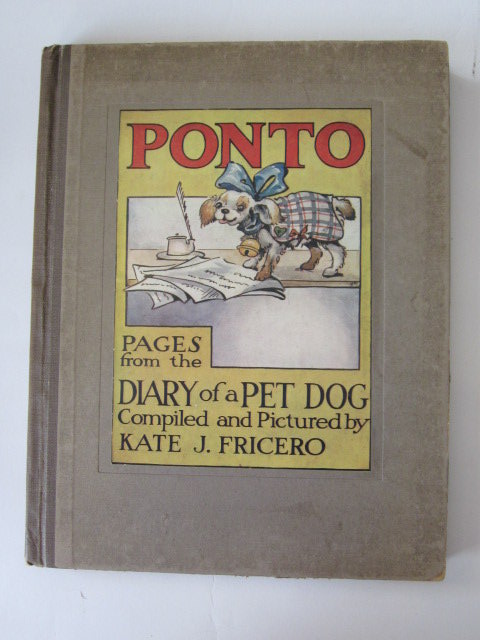 PONTO
PAGES
from the
DIARY of a PET DOG
Compiled and Pictured by
KATE J. FRICERO